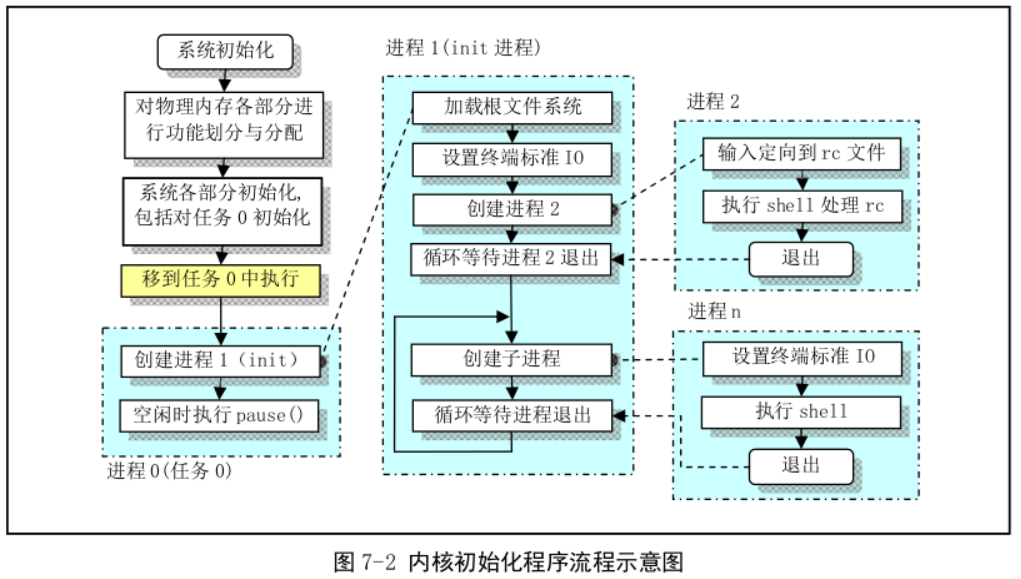 系统初始化
对物理内存各部分进
行功能划分与分配
系统各部分初始化,
包括对任务 0 初始化
移到任务 0 中执行
创建进程 1（init）
空闲时执行 pause()
进程 0(任务 0)
进程 1(init 进程)
加载根文件系统
设置终端标准 IO
创建进程 2
循环等待进程 2 退出
创建子进程
循环等待进程退出
进程 2
输入定向到 rc 文件
执行 shell 处理 rc
退出
进程 n
设置终端标准 IO
执行 shell
退出
图 7-2 内核初始化程序流程示意图